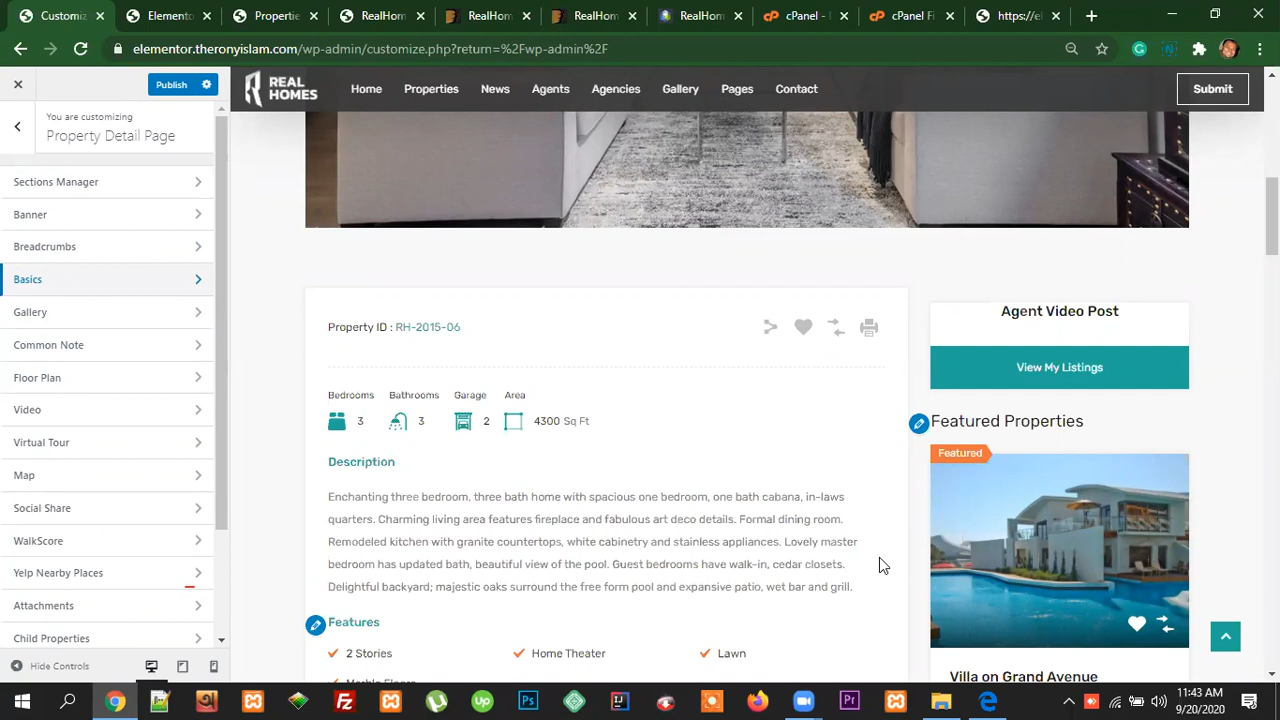 Customiz
Elemento
Propertie
RealHom
RealHom
RealHom
RealHom
cPanel - I
cPanel Fi
https://el
elementor.theronyislam.com/wp-admin/customize.php?return=%2Fwp-admin%2F
Publish
REAL HOMES
Home
Properties
News
Agents
Agencies
Gallery
Pages
Contact
Submit
You are customizing
Property Detail Page
Sections Manager
Banner
Breadcrumbs
Basics
Gallery
Common Note
Floor Plan
Video
Virtual Tour
Map
Social Share
WalkScore
Yelp Nearby Places
Attachments
Child Properties
Hide Controls
Property ID : RH-2015-06
Bedrooms Bathrooms Garage Area
3 3 2 4300 Sq Ft
Description
Enchanting three bedroom, three bath home with spacious one bedroom, one bath cabana, in-laws
quarters. Charming living area features fireplace and fabulous art deco details. Formal dining room.
Remodeled kitchen with granite countertops, white cabinetry and stainless appliances. Lovely master
bedroom has updated bath, beautiful view of the pool. Guest bedrooms have walk-in, cedar closets.
Delightful backyard; majestic oaks surround the free form pool and expansive patio, wet bar and grill.
Features
2 Stories
Home Theater
Lawn
Agent Video Post
View My Listings
Featured Properties
Featured
Villa on Grand Avenue
11:43 AM
9/20/2020